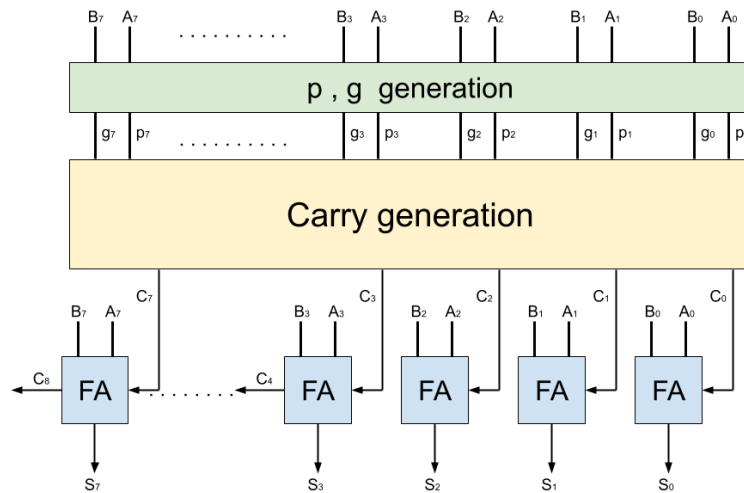 B₇ A₇ . . . . . . . . . . B₃ A₃ B₂ A₂ B₁ A₁ B₀ A₀
p , g generation
g₇ p₇ . . . . . . . . . . g₃ p₃ g₂ p₂ g₁ p₁ g₀ p
Carry generation
C₇ C₃ C₂ C₁ C₀
B₇ A₇ B₃ A₃ B₂ A₂ B₁ A₁ B₀ A₀
C₈ FA . . . . . . . . C₄ FA FA FA FA
S₇ S₃ S₂ S₁ S₀